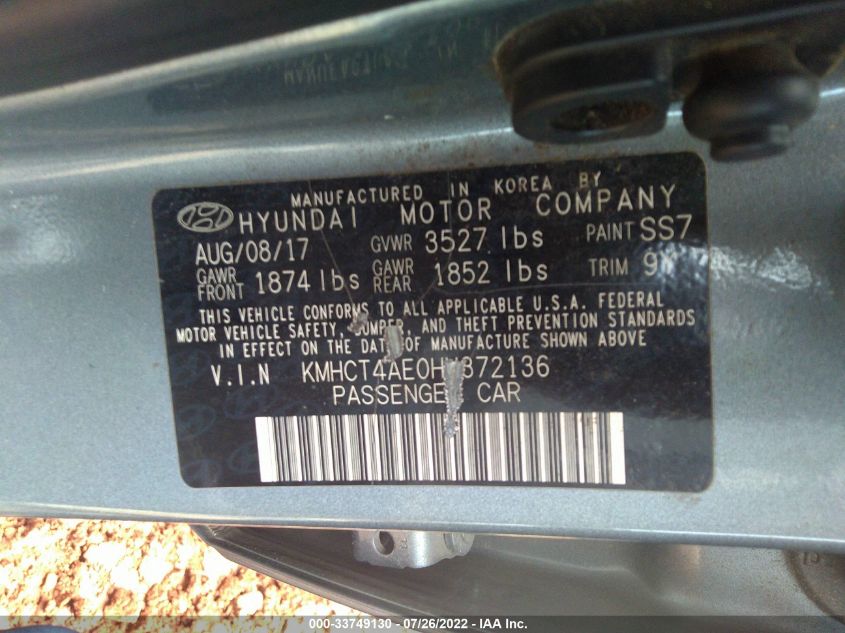 MANUFACTURED IN KOREA BY
HYUNDAI MOTOR COMPANY
AUG/08/17 GVWR 3527 lbs PAINT SS7
GAWR FRONT 1874 lbs GAWR REAR 1852 lbs TRIM
THIS VEHICLE CONFORMS TO ALL APPLICABLE U.S.A. FEDERAL
MOTOR VEHICLE SAFETY, BUMPER, AND THEFT PREVENTION STANDARDS
IN EFFECT ON THE DATE OF MANUFACTURE SHOWN ABOVE
V.I.N
PASSENGER CAR
000-33749130 - 07/26/2022 - IAA Inc.